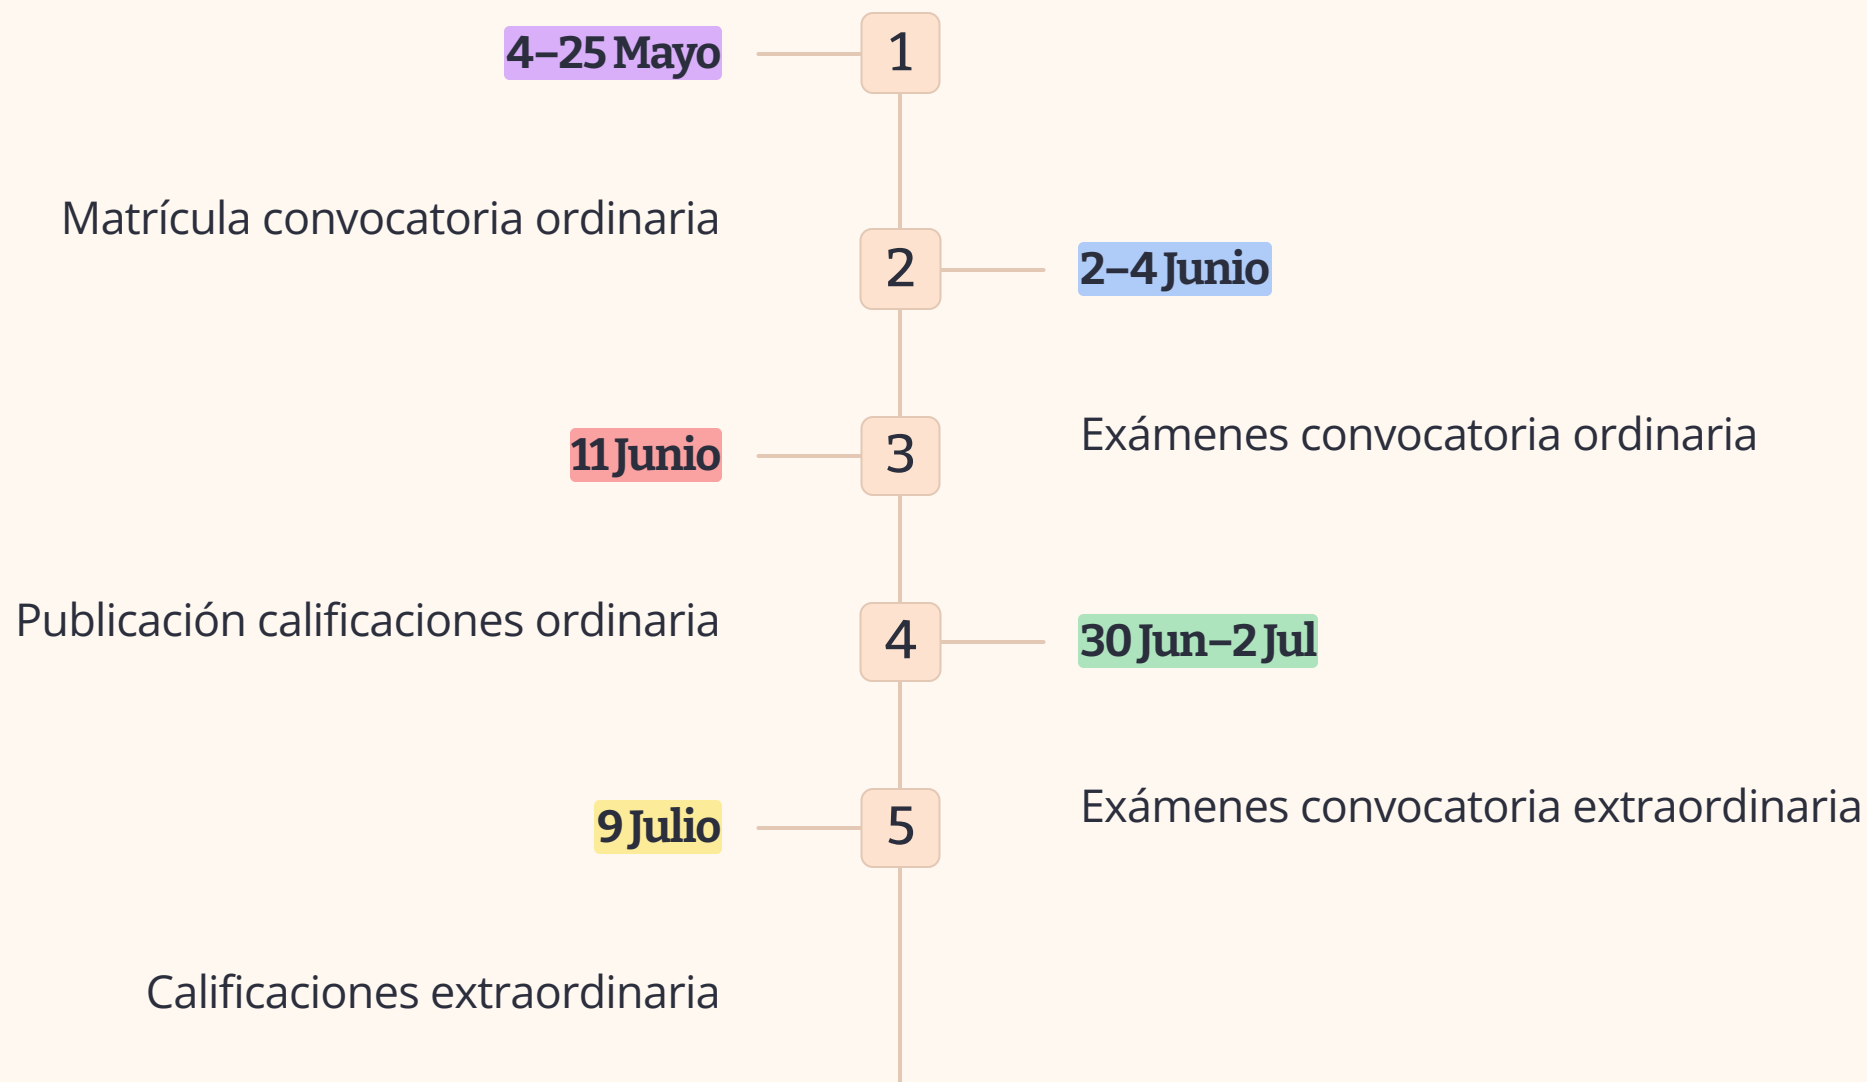 1
4–25 Mayo
Matrícula convocatoria ordinaria
2
2–4 Junio
Exámenes convocatoria ordinaria
3
11 Junio
Publicación calificaciones ordinaria
4
30 Jun–2 Jul
Exámenes convocatoria extraordinaria
5
9 Julio
Calificaciones extraordinaria